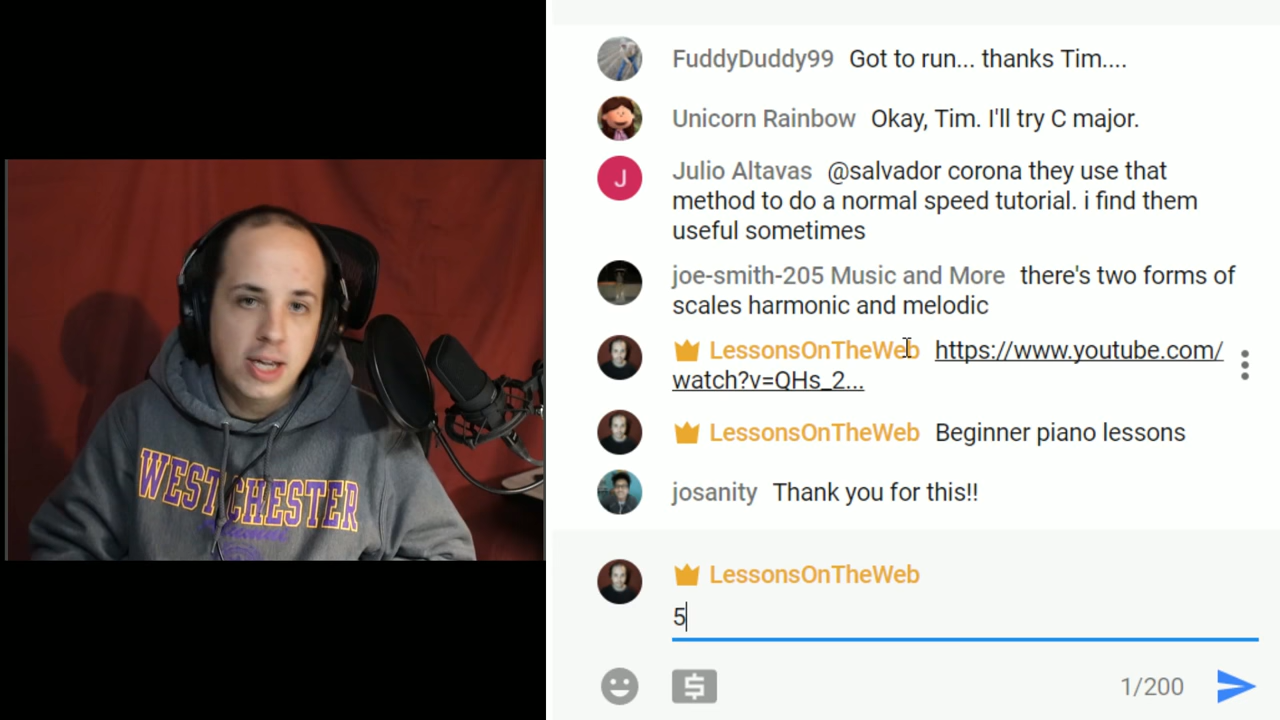 FuddyDuddy99 Got to run... thanks Tim....
Unicorn Rainbow Okay, Tim. I'll try C major.
J
Julio Altavas @salvador corona they use that
method to do a normal speed tutorial. i find them
useful sometimes
joe-smith-205 Music and More there's two forms of
scales harmonic and melodic
LessonsOnTheWeb https://www.youtube.com/
watch?v=QHs_2...
LessonsOnTheWeb Beginner piano lessons
josanity Thank you for this!!
LessonsOnTheWeb
5
1/200
WEST CHESTER